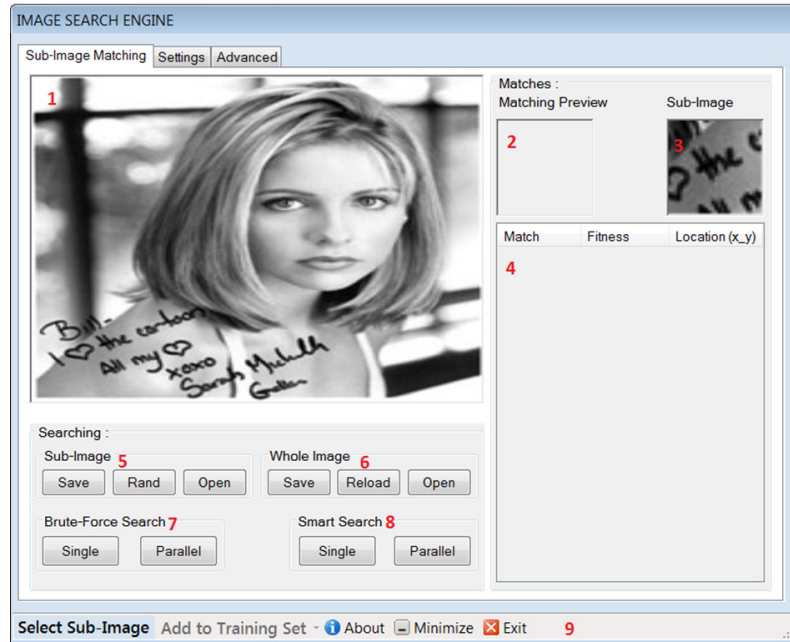 IMAGE SEARCH ENGINE
Sub-Image Matching Settings Advanced
1
Bill-
I ♡ the cartoon
All my ♡
xoxo
Sarah Michelle
Gellar
Matches :
Matching Preview Sub-Image
2
3
the c
All m
Match Fitness Location (x_y)
4
Searching :
Sub-Image 5
Save Rand Open
Whole Image 6
Save Reload Open
Brute-Force Search 7
Single Parallel
Smart Search 8
Single Parallel
Select Sub-Image Add to Training Set About Minimize Exit 9